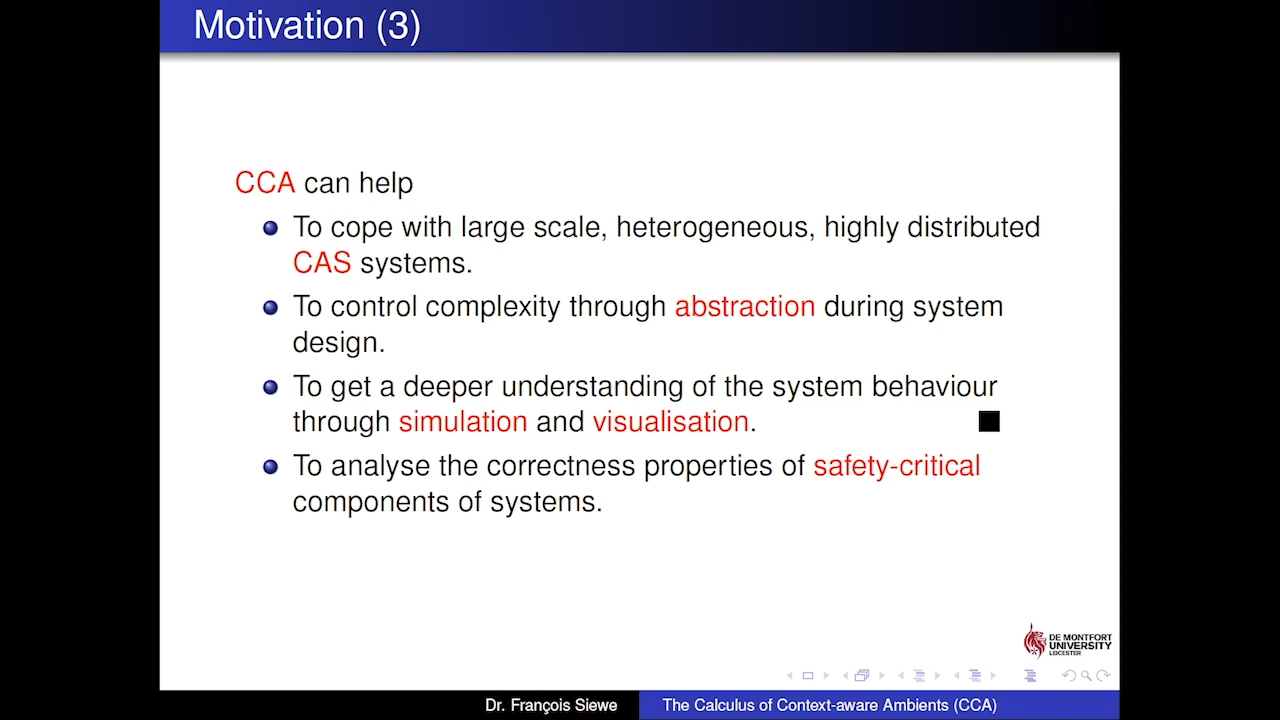 Motivation (3)
CCA can help
To cope with large scale, heterogeneous, highly distributed
CAS systems.
To control complexity through abstraction during system
design.
To get a deeper understanding of the system behaviour
through simulation and visualisation.
To analyse the correctness properties of safety-critical
components of systems.
DE MONTFORT
UNIVERSITY
LEICESTER
Dr. François Siewe
The Calculus of Context-aware Ambients (CCA)